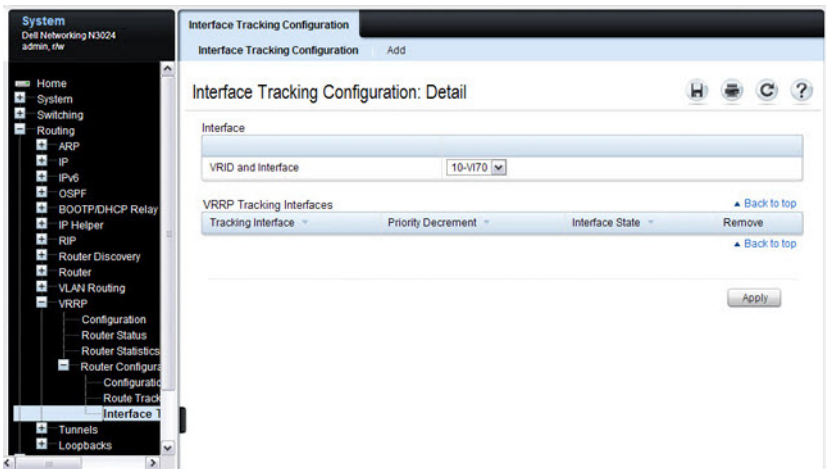 System
Dell Networking N3024
admin, r/w
Home
System
Switching
Routing
ARP
IP
IPv6
OSPF
BOOTP/DHCP Relay
IP Helper
RIP
Router Discovery
Router
VLAN Routing
VRRP
Configuration
Router Status
Router Statistics
Router Configura
Configuratio
Route Track
Interface T
Tunnels
Loopbacks
Interface Tracking Configuration
Interface Tracking Configuration Add
Interface Tracking Configuration: Detail
Interface
VRID and Interface 10-Vl70
VRRP Tracking Interfaces Back to top
Tracking Interface Priority Decrement Interface State Remove
Back to top
Apply